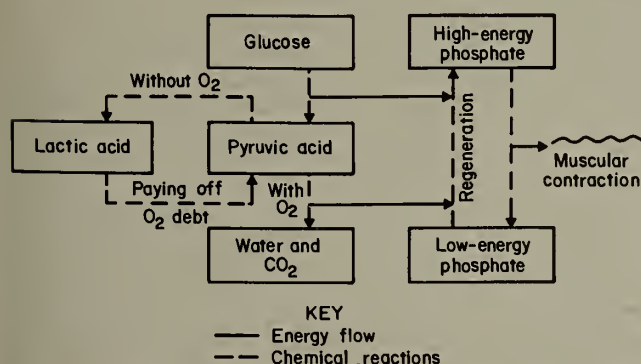 Glucose
High-energy
phosphate
Without O2
Lactic acid
Pyruvic acid
Regeneration
Muscular
contraction
Paying off
O2 debt
With
O2
Water and
CO2
Low-energy
phosphate
KEY
Energy flow
Chemical reactions